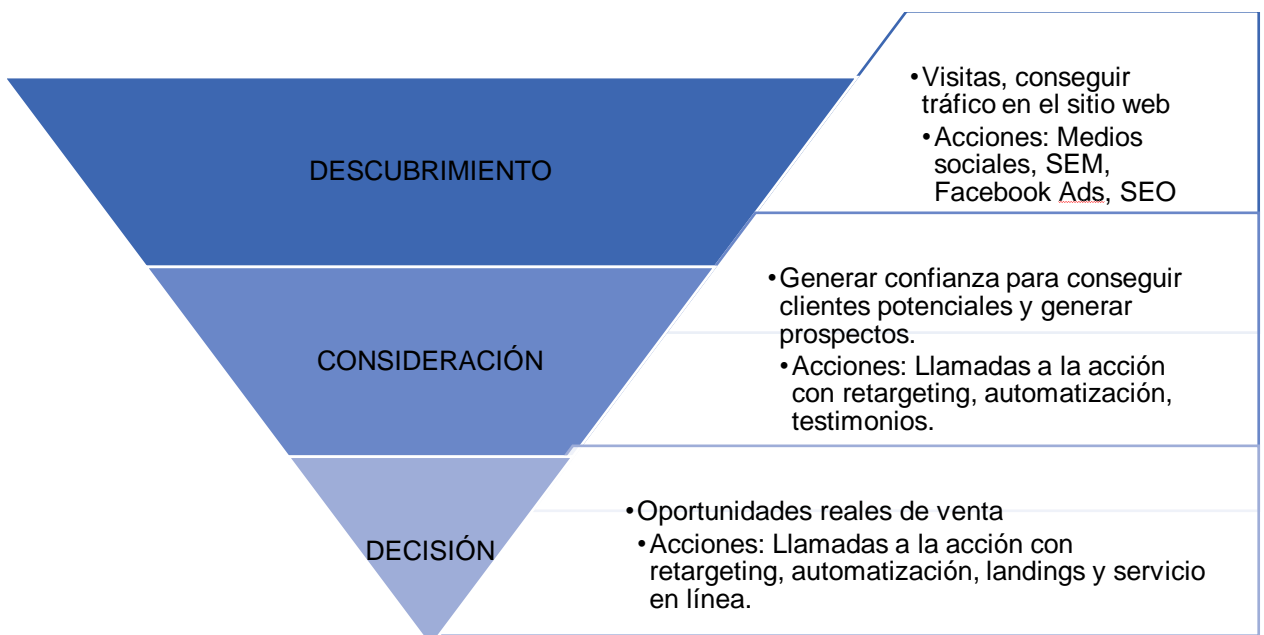 DESCUBRIMIENTO
•Visitas, conseguir
tráfico en el sitio web
•Acciones: Medios
sociales, SEM,
Facebook Ads, SEO
CONSIDERACIÓN
•Generar confianza para conseguir
clientes potenciales y generar
prospectos.
•Acciones: Llamadas a la acción
con retargeting, automatización,
testimonios.
DECISIÓN
•Oportunidades reales de venta
•Acciones: Llamadas a la acción con
retargeting, automatización, landings y servicio
en línea.